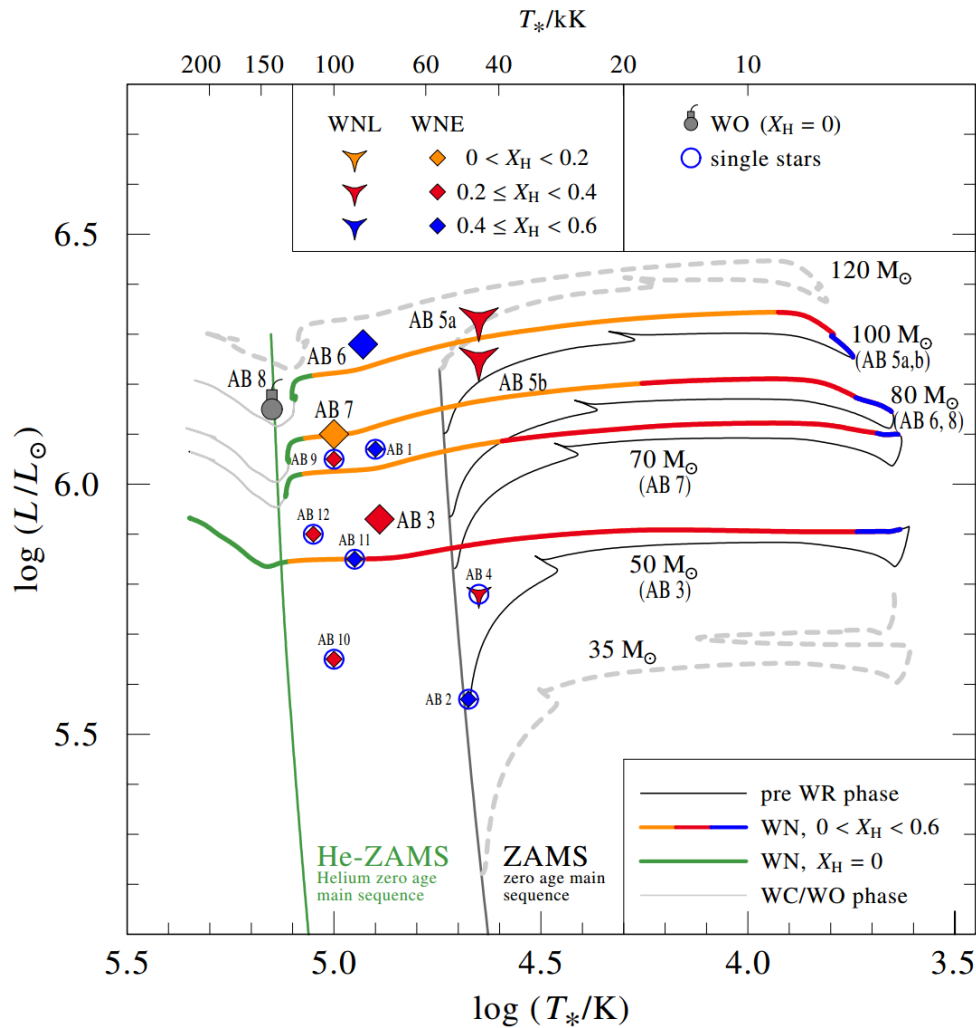 T*/kK
200 150 100 60 40 20 10
WNL WNE
0 < XH < 0.2
0.2 ≤ XH < 0.4
0.4 ≤ XH < 0.6
WO (XH = 0)
single stars
6.5
6.0
5.5
log (L/L⊙)
120 M⊙
AB 5a
100 M⊙
(AB 5a,b)
AB 6
AB 5b
AB 8
80 M⊙
(AB 6, 8)
AB 7
AB 9
AB 1
70 M⊙
(AB 7)
AB 12
AB 3
AB 11
50 M⊙
(AB 3)
AB 4
AB 10
35 M⊙
AB 2
He-ZAMS
Helium zero age
main sequence
ZAMS
zero age main
sequence
pre WR phase
WN, 0 < XH < 0.6
WN, XH = 0
WC/WO phase
5.5 5.0 4.5 4.0 3.5
log (T*/K)